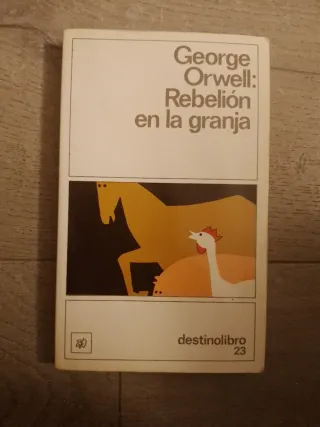 George
Orwell:
Rebelión
en la granja
destinolibro
23